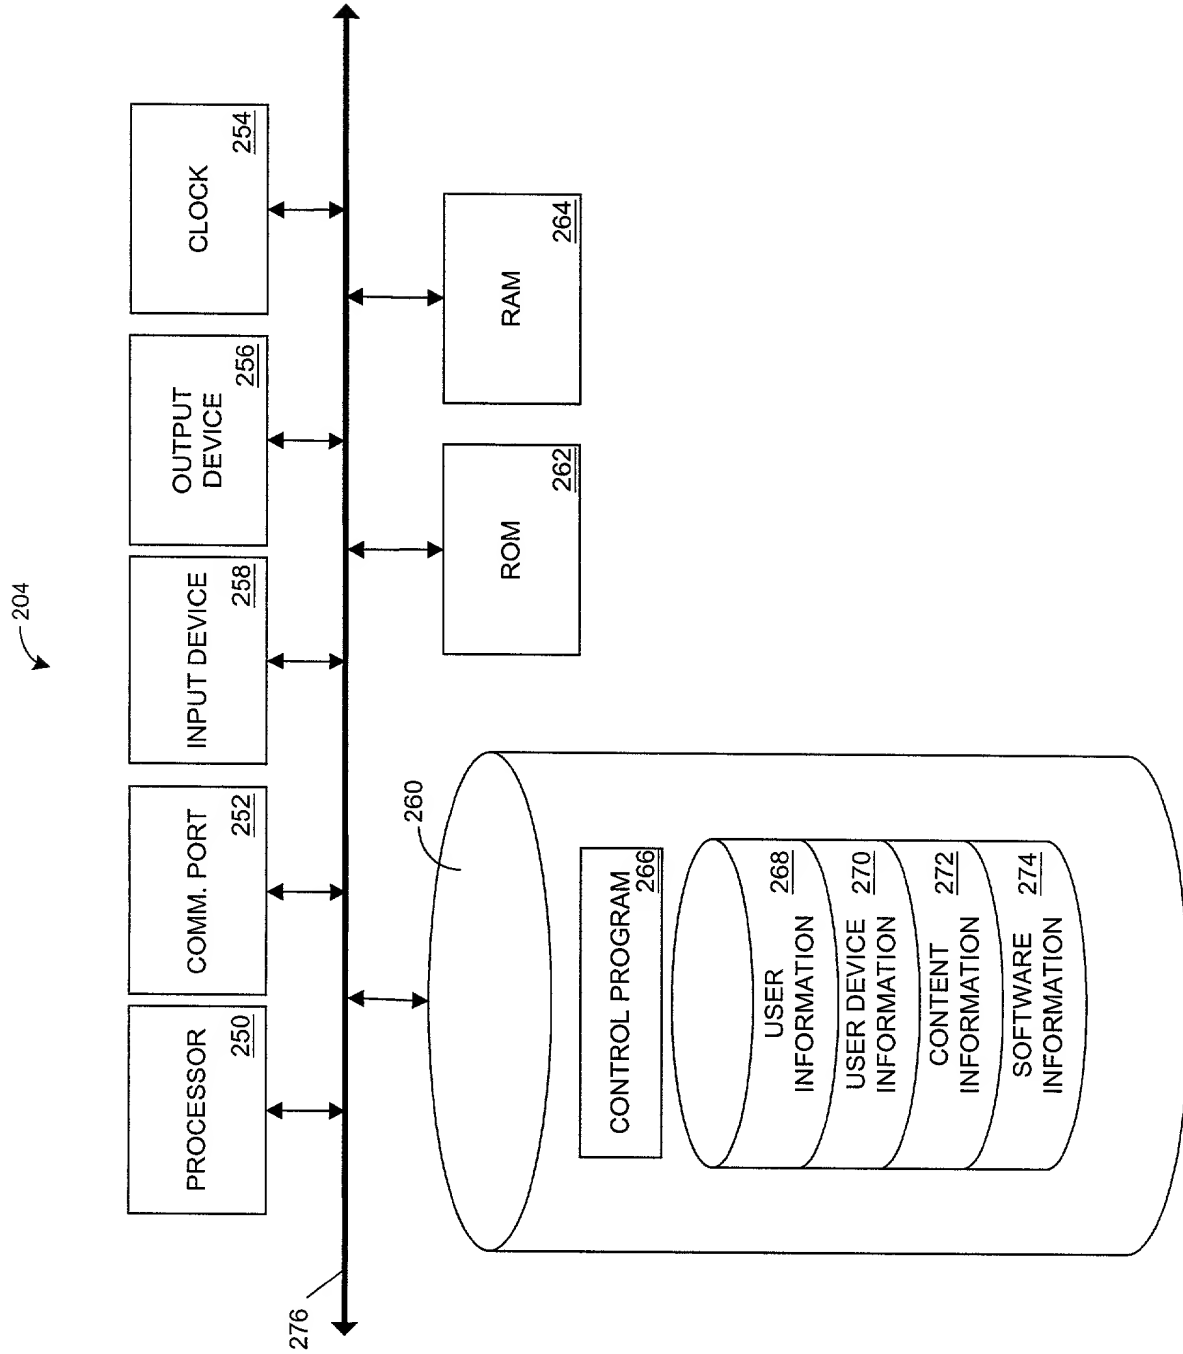 204
276
PROCESSOR
250
COMM. PORT
252
INPUT DEVICE
258
OUTPUT
DEVICE
256
CLOCK
254
260
CONTROL PROGRAM
266
USER
INFORMATION
268
USER DEVICE
INFORMATION
270
CONTENT
INFORMATION
272
SOFTWARE
INFORMATION
274
ROM
262
RAM
264